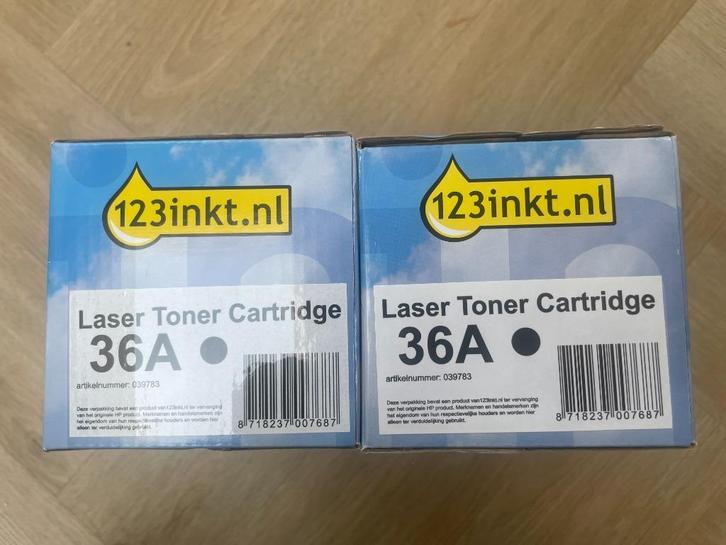 123inkt.nl
Laser Toner Cartridge
36A
artikelnummer: 039783
Deze verpakking bevat een product van 123inkt.nl ter vervanging
van het originele HP product. Merknamen en handelsmerken zijn
het eigendom van hun respectievelijke houders en worden hier
alleen ter verduidelijking gebruikt.
8 718237 007687
123inkt.nl
Laser Toner Cartridge
36A
artikelnummer: 039783
Deze verpakking bevat een product van 123inkt.nl ter vervanging
van het originele HP product. Merknamen en handelsmerken zijn
het eigendom van hun respectievelijke houders en worden hier
alleen ter verduidelijking gebruikt.
8 718237 007687